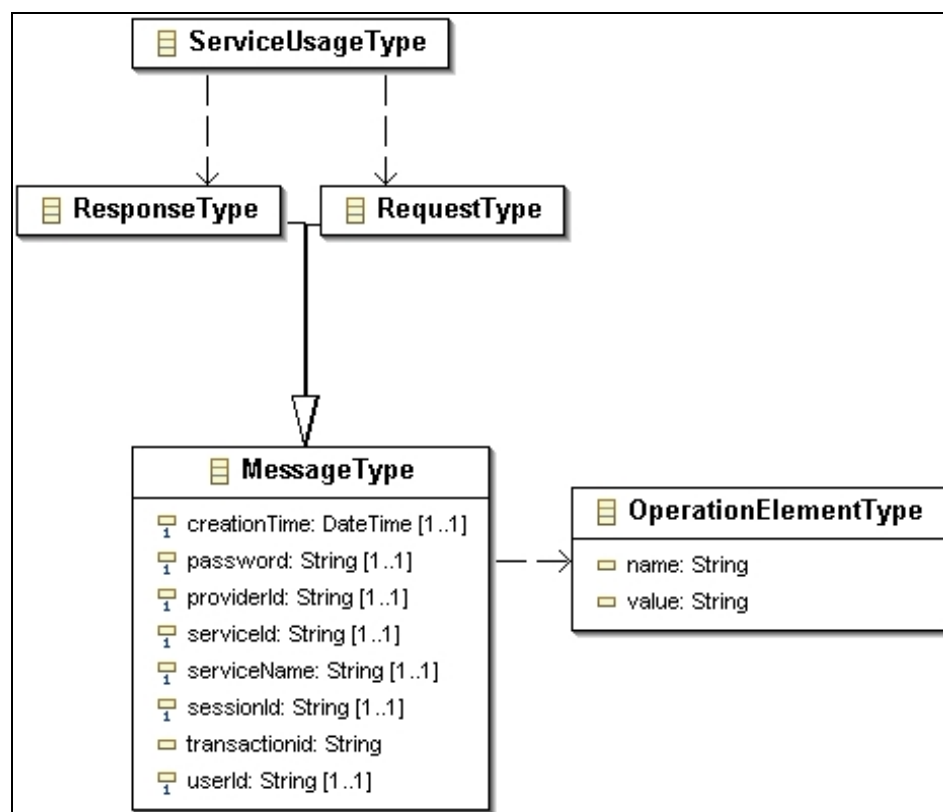 ServiceUsageType
ResponseType
RequestType
MessageType
creationTime: DateTime [1..1]
password: String [1..1]
providerId: String [1..1]
serviceId: String [1..1]
serviceName: String [1..1]
sessionId: String [1..1]
transactionid: String
userId: String [1..1]
OperationElementType
name: String
value: String